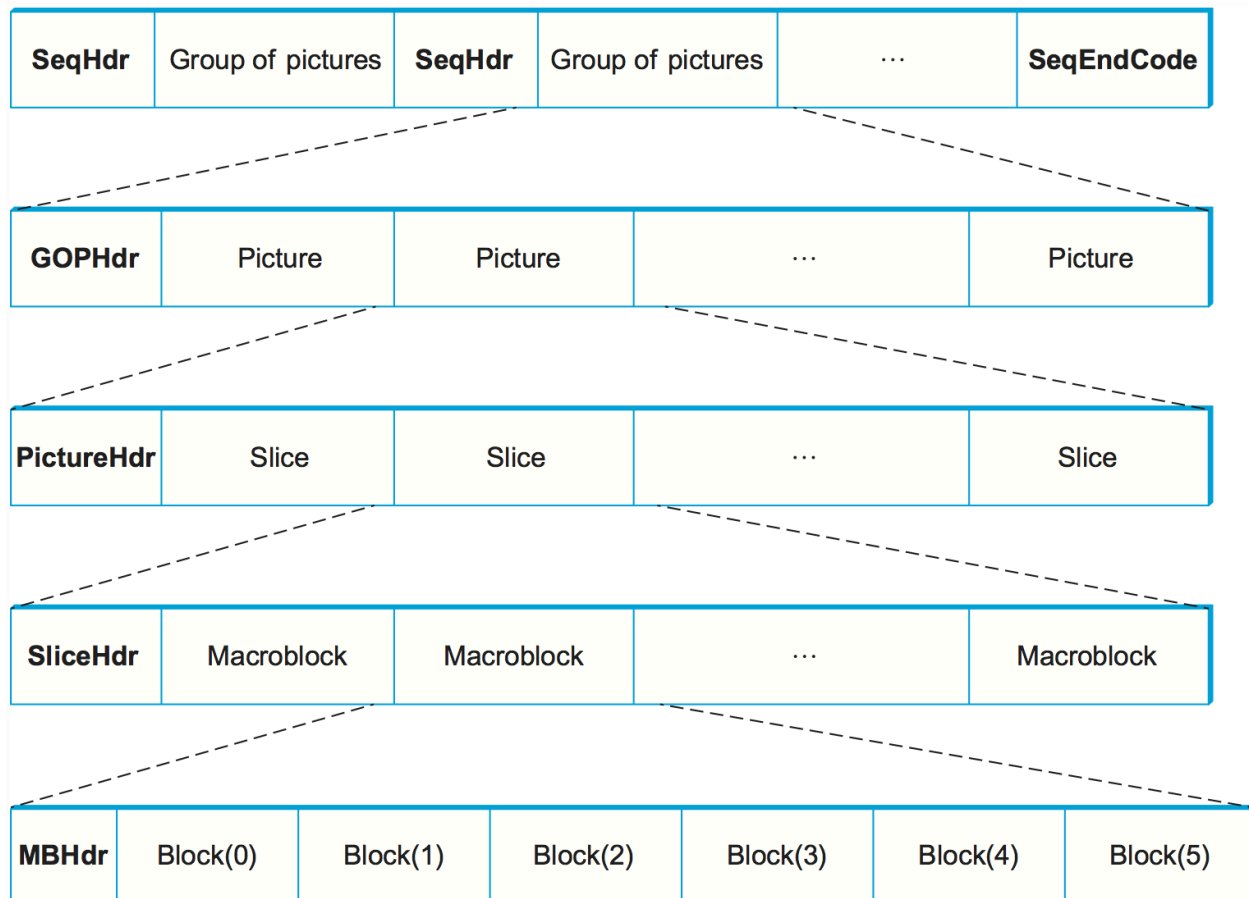 SeqHdr Group of pictures SeqHdr Group of pictures ... SeqEndCode
GOPHdr Picture Picture ... Picture
PictureHdr Slice Slice ... Slice
SliceHdr Macroblock Macroblock ... Macroblock
MBHdr Block(0) Block(1) Block(2) Block(3) Block(4) Block(5)